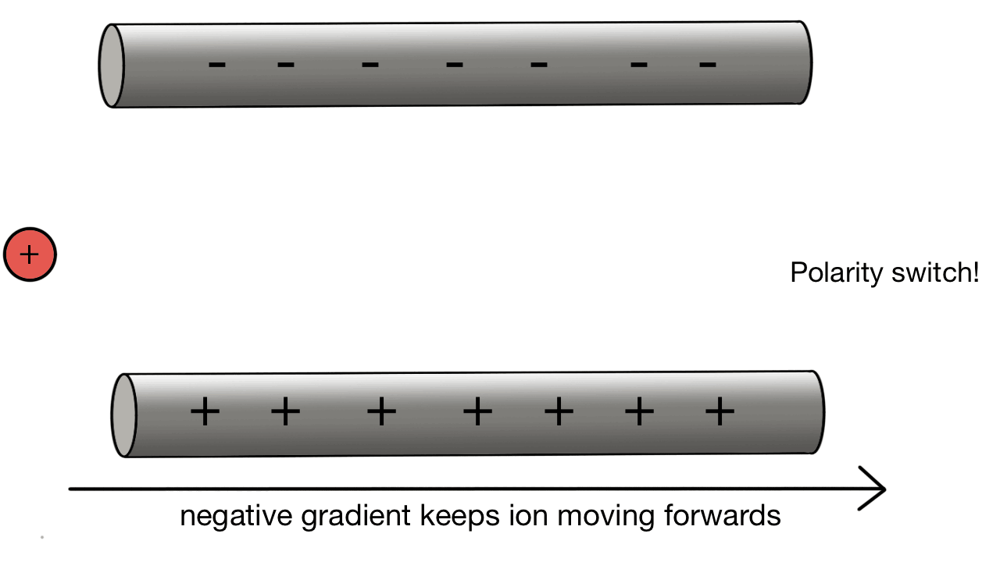 - - - - - - -
+
Polarity switch!
+ + + + + + +
negative gradient keeps ion moving forwards